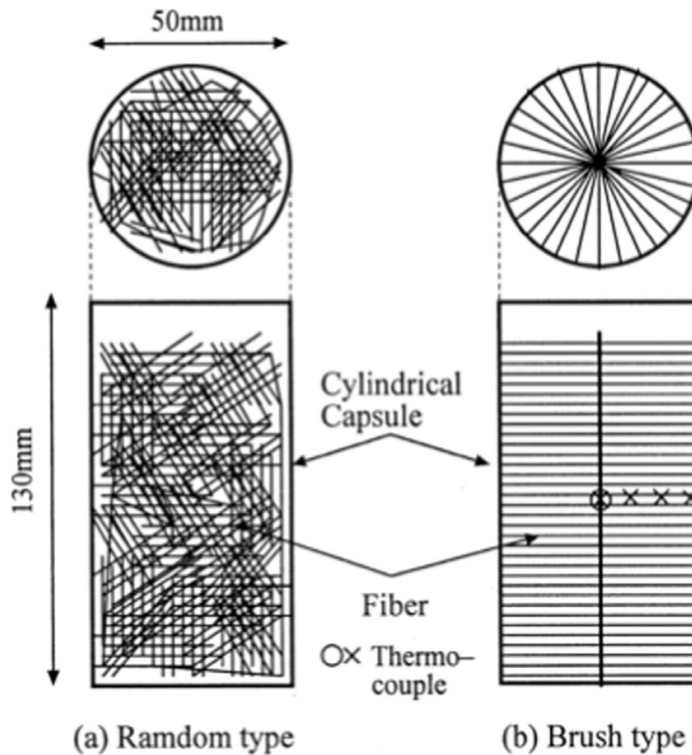 50mm
130mm
Cylindrical
Capsule
Fiber
○× Thermo–
couple
(a) Ramdom type
(b) Brush type